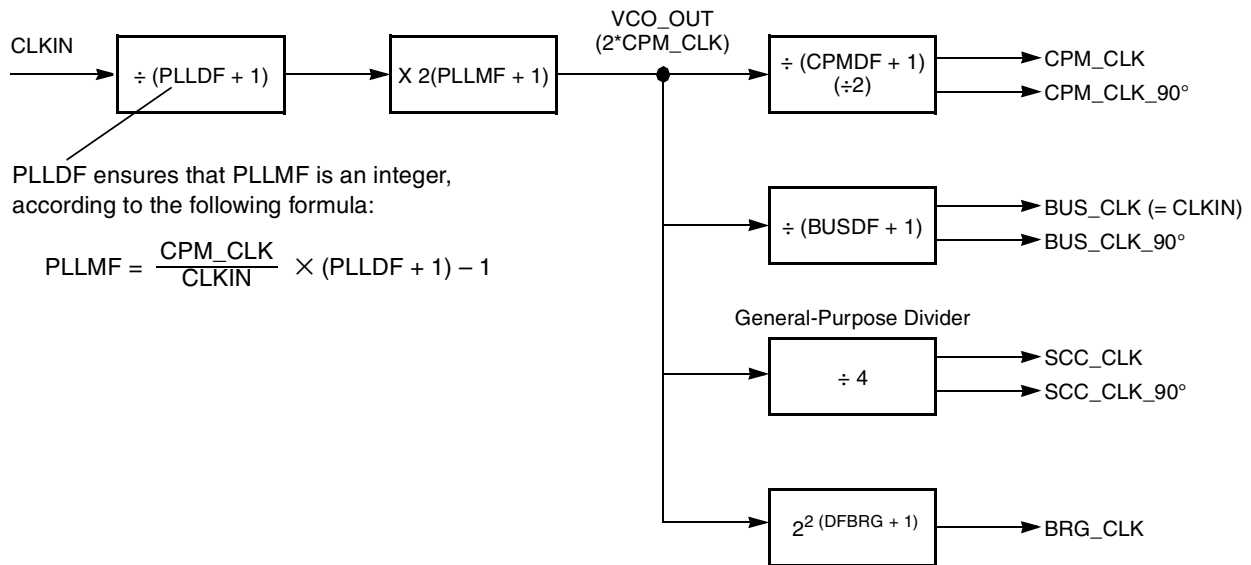 CLKIN
÷ (PLLDF + 1)
X 2(PLLMF + 1)
VCO_OUT
(2*CPM_CLK)
÷ (CPMDF + 1)
(÷2)
CPM_CLK
CPM_CLK_90°
PLLDF ensures that PLLMF is an integer,
according to the following formula:
PLLMF = CPM_CLK / CLKIN × (PLLDF + 1) – 1
÷ (BUSDF + 1)
BUS_CLK (= CLKIN)
BUS_CLK_90°
General-Purpose Divider
÷ 4
SCC_CLK
SCC_CLK_90°
2^2 (DFBRG + 1)
BRG_CLK